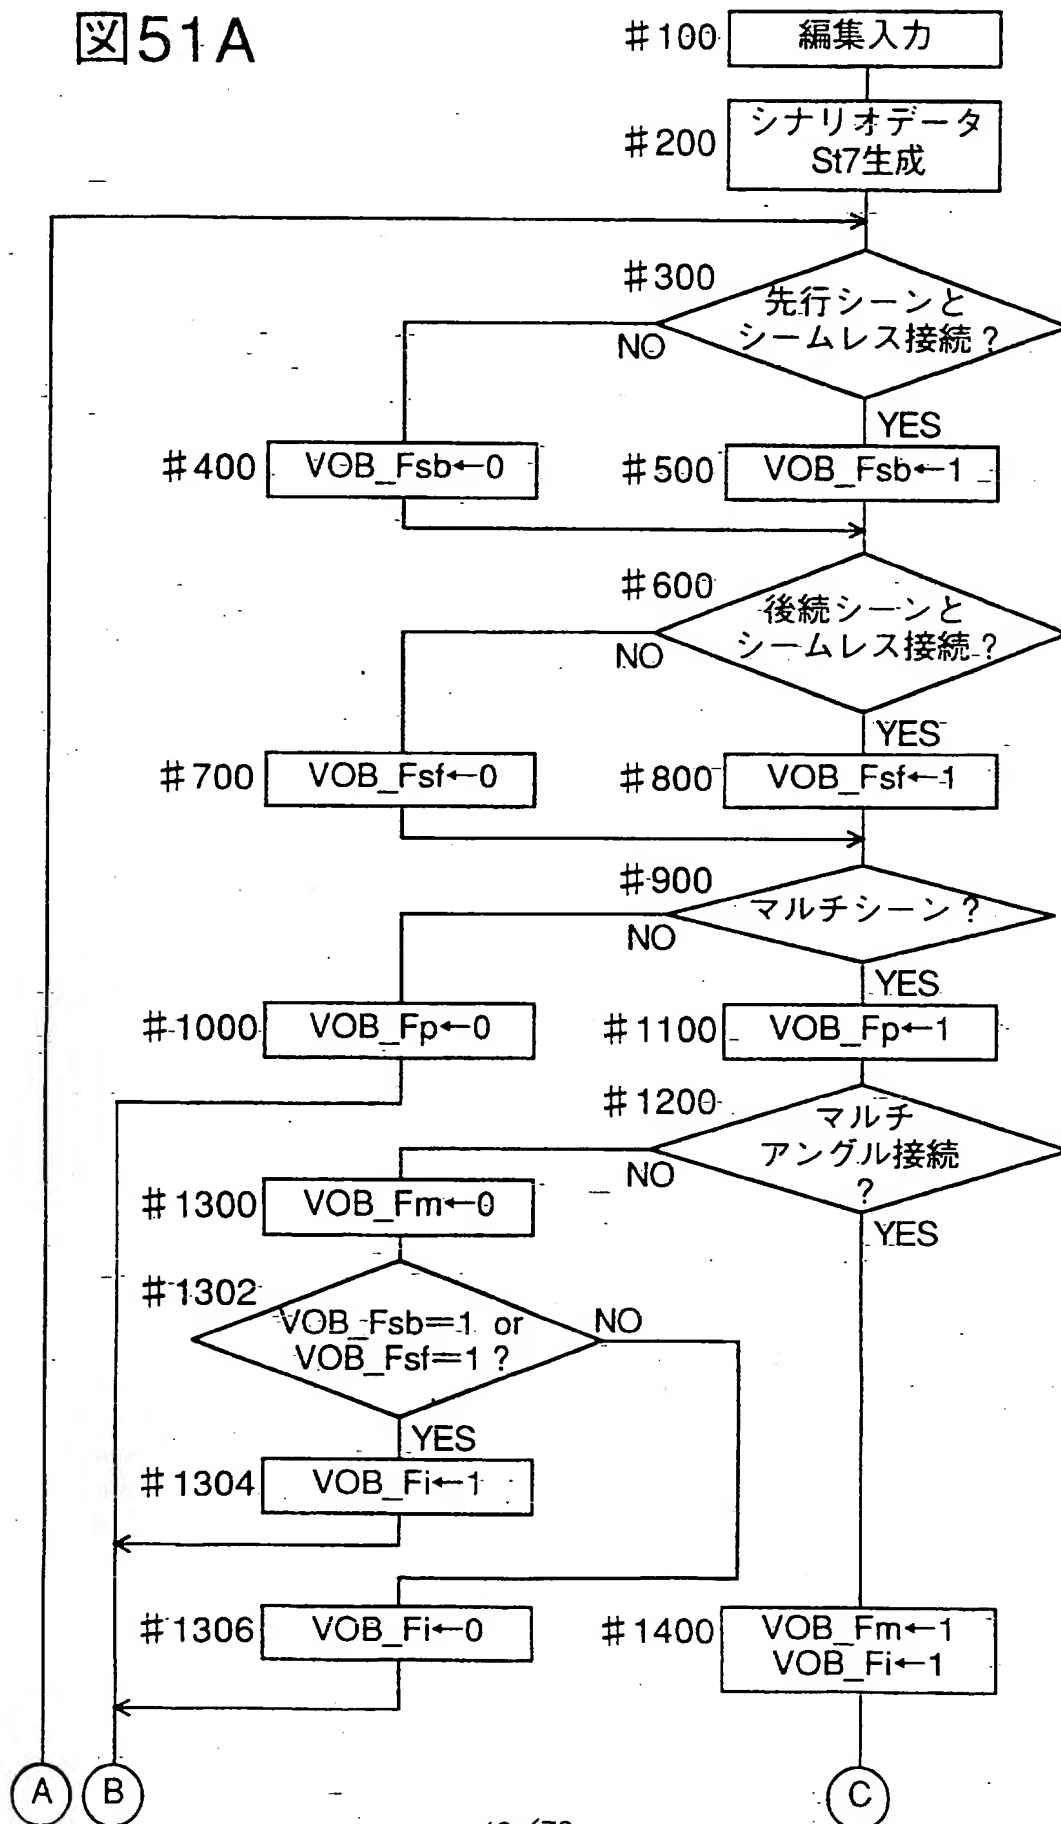 図51A
#100 編集入力
#200 シナリオデータ
St7生成
#300 先行シーンと
シームレス接続?
NO
YES
#400 VOB_Fsb←0
#500 VOB_Fsb←1
#600 後続シーンと
シームレス接続?
NO
YES
#700 VOB_Fsf←0
#800 VOB_Fsf←1
#900 マルチシーン?
NO
YES
#1000 VOB_Fp←0
#1100 VOB_Fp←1
#1200 マルチ
アングル接続
?
NO
YES
#1300 VOB_Fm←0
#1302 VOB_Fsb=1 or
VOB_Fsf=1 ?
NO
YES
#1304 VOB_Fi←1
#1306 VOB_Fi←0
#1400 VOB_Fm←1
VOB_Fi←1
A B C